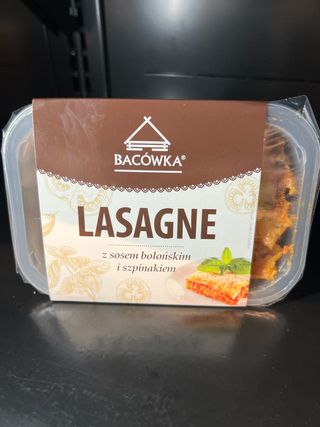 BACÓWKA®
LASAGNE
z sosem bolońskim
i szpinakiem